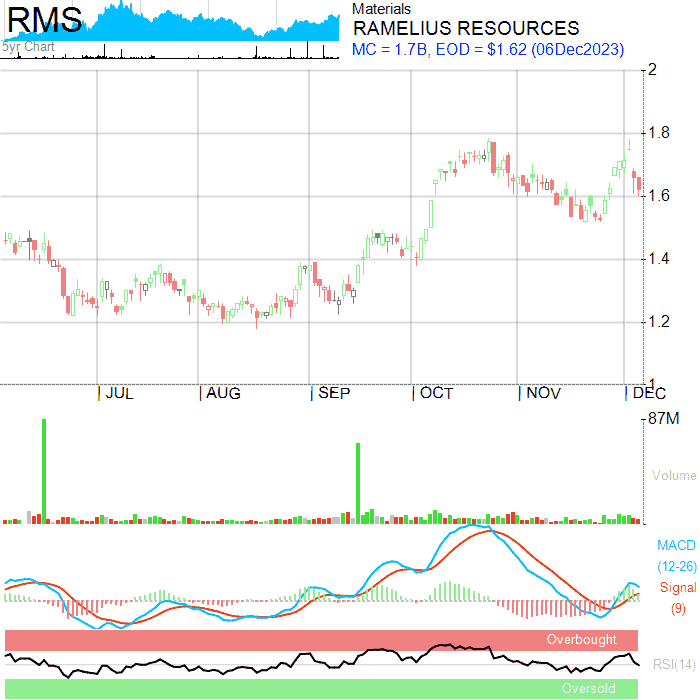 RMS
5yr Chart
Materials
RAMELIUS RESOURCES
MC = 1.7B, EOD = $1.62 (06Dec2023)
2
1.8
1.6
1.4
1.2
1
JUL AUG SEP OCT NOV DEC
87M
Volume
MACD
(12-26)
Signal
(9)
Overbought
RSI(14)
Oversold